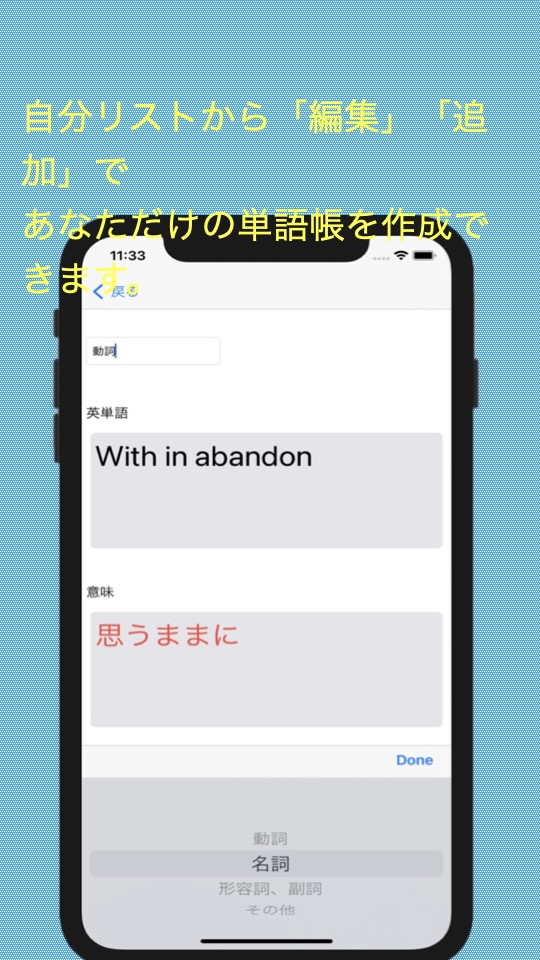 自分リストから「編集」「追
加」で
あなただけの単語帳を作成で
きます。
11:33
戻る
動詞
英単語
With in abandon
意味
思うままに
Done
動詞
名詞
形容詞、副詞
その他